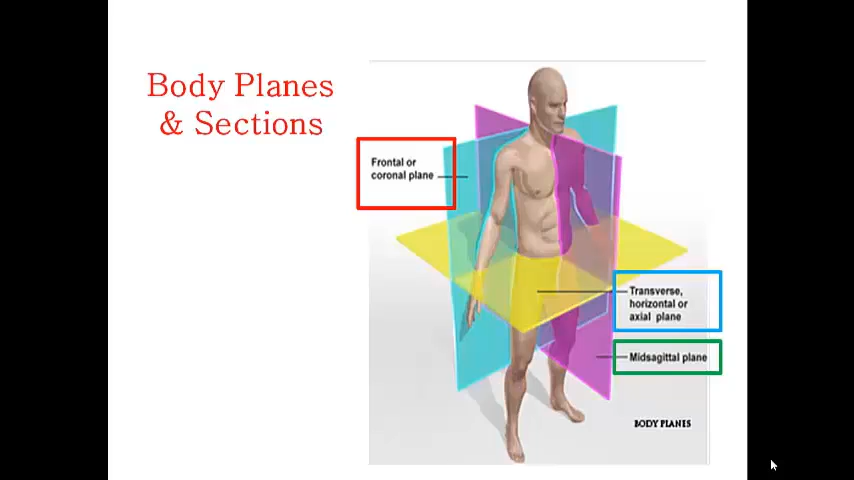 Body Planes
& Sections
Frontal or
coronal plane
Transverse,
horizontal or
axial plane
Midsagittal plane
BODY PLANES